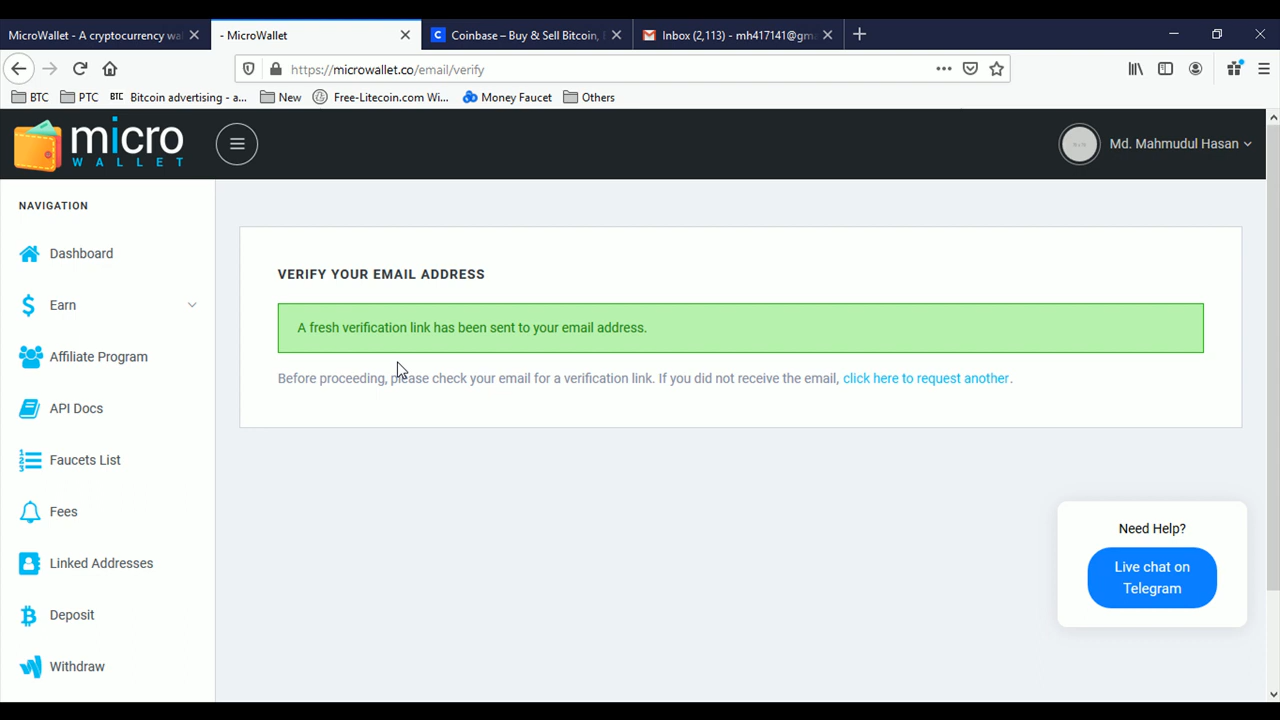 MicroWallet - A cryptocurrency wa
- MicroWallet
Coinbase – Buy & Sell Bitcoin,
Inbox (2,113) - mh417141@gm
https://microwallet.co/email/verify
BTC
PTC
BTC Bitcoin advertising - a...
New
Free-Litecoin.com Wi...
Money Faucet
Others
micro
WALLET
Md. Mahmudul Hasan
NAVIGATION
Dashboard
Earn
Affiliate Program
API Docs
Faucets List
Fees
Linked Addresses
Deposit
Withdraw
VERIFY YOUR EMAIL ADDRESS
A fresh verification link has been sent to your email address.
Before proceeding, please check your email for a verification link. If you did not receive the email, click here to request another.
Need Help?
Live chat on
Telegram